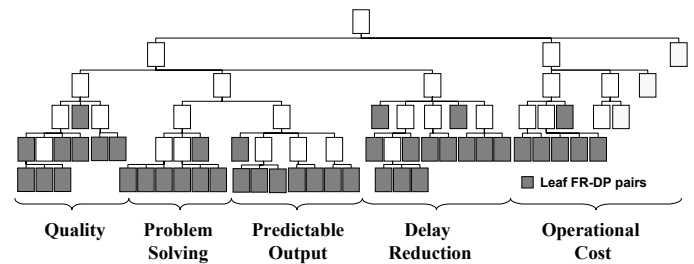 Leaf FR-DP pairs
Quality
Problem
Solving
Predictable
Output
Delay
Reduction
Operational
Cost